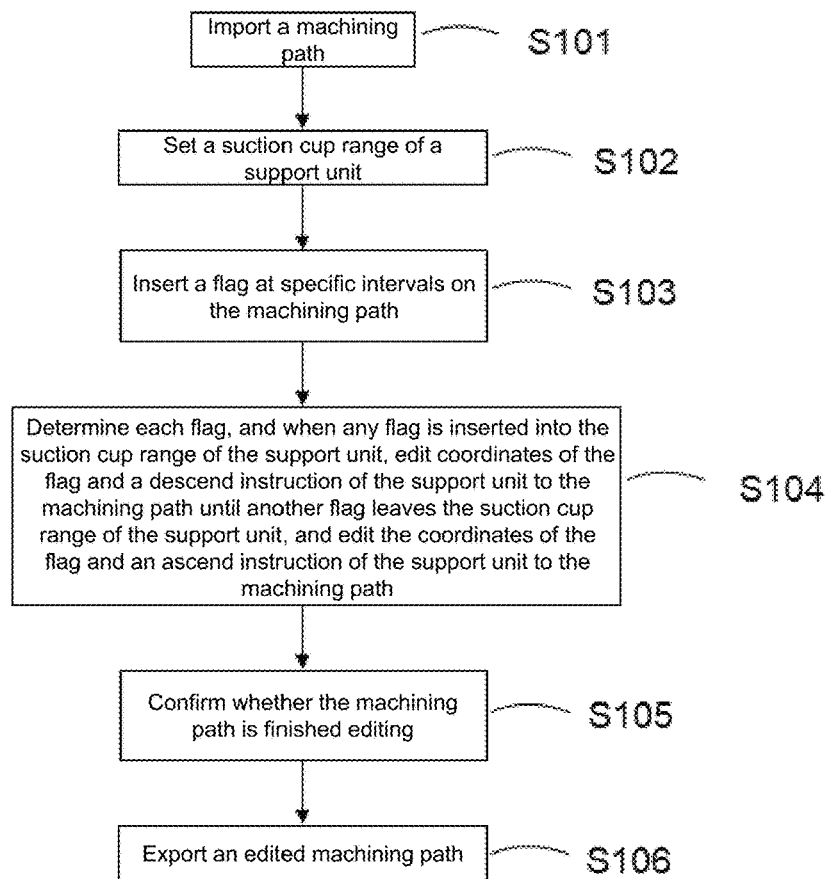 Import a machining
path
S101
Set a suction cup range of a
support unit
S102
Insert a flag at specific intervals on
the machining path
S103
Determine each flag, and when any flag is inserted into the
suction cup range of the support unit, edit coordinates of the
flag and a descend instruction of the support unit to the
machining path until another flag leaves the suction cup
range of the support unit, and edit the coordinates of the
flag and an ascend instruction of the support unit to the
machining path
S104
Confirm whether the machining
path is finished editing
S105
Export an edited machining path
S106